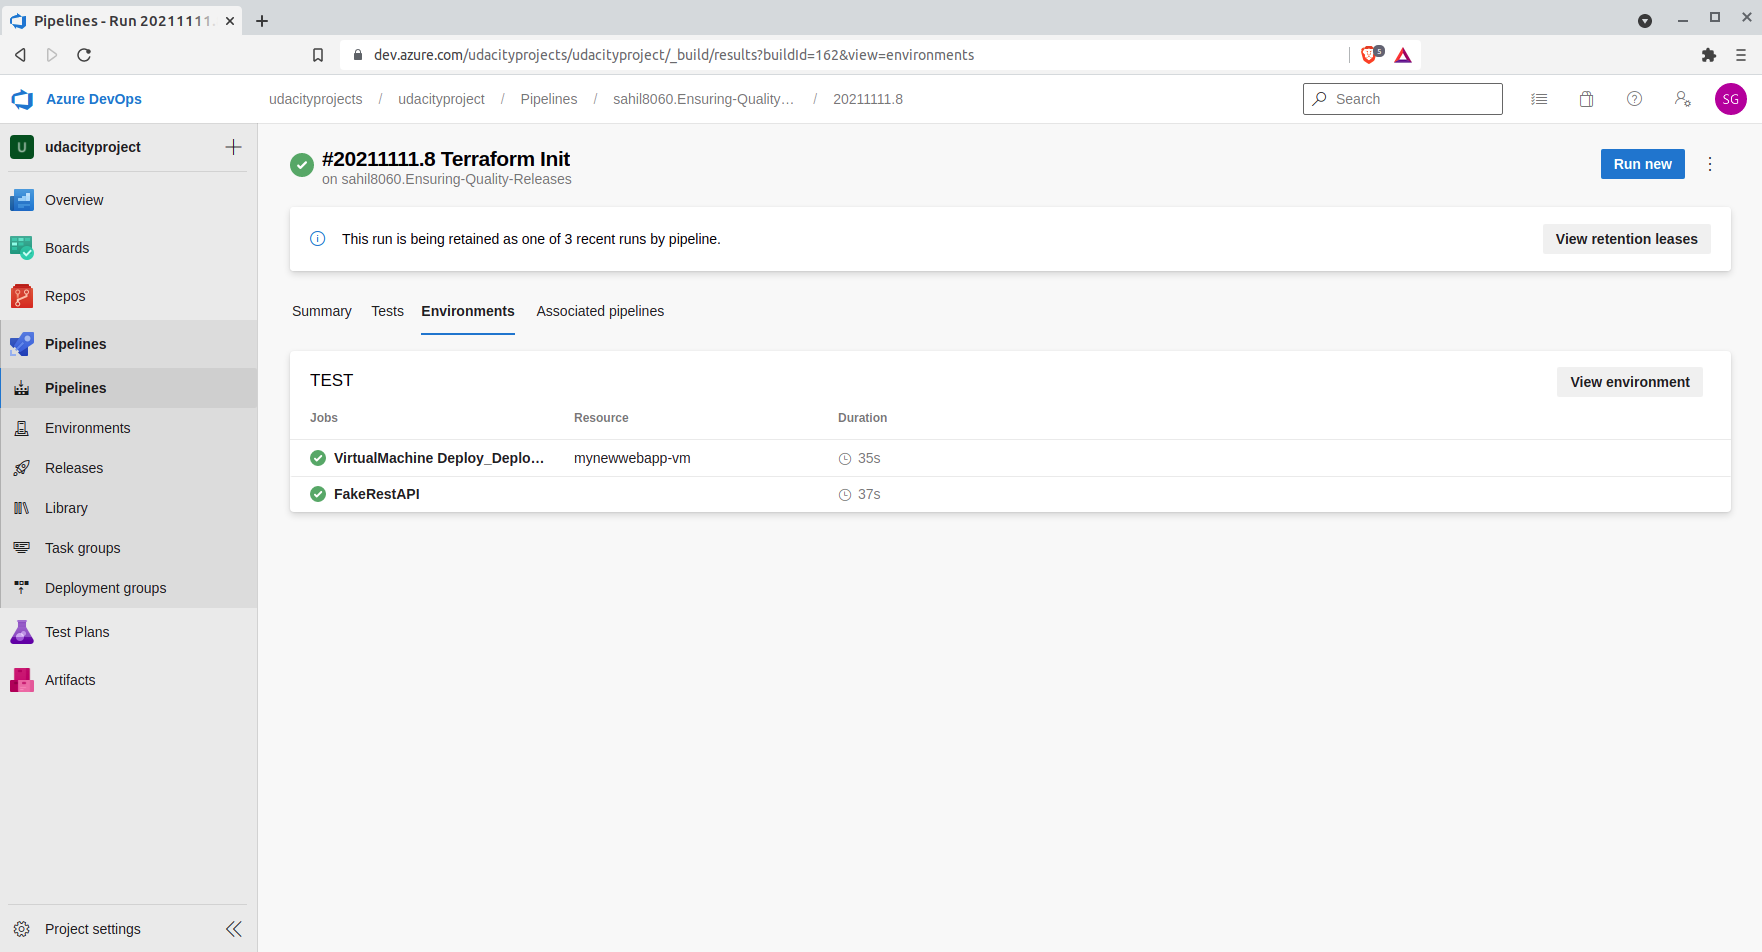 Pipelines - Run 20211111.
dev.azure.com/udacityprojects/udacityproject/_build/results?buildId=162&view=environments
5
Azure DevOps
udacityprojects / udacityproject / Pipelines / sahil8060.Ensuring-Quality… / 20211111.8
Search
SG
U
udacityproject
Overview
Boards
Repos
Pipelines
Pipelines
Environments
Releases
Library
Task groups
Deployment groups
Test Plans
Artifacts
Project settings
#20211111.8 Terraform Init
on sahil8060.Ensuring-Quality-Releases
Run new
This run is being retained as one of 3 recent runs by pipeline.
View retention leases
Summary Tests Environments Associated pipelines
TEST
View environment
Jobs Resource Duration
VirtualMachine Deploy_Deplo… mynewwebapp-vm 35s
FakeRestAPI 37s